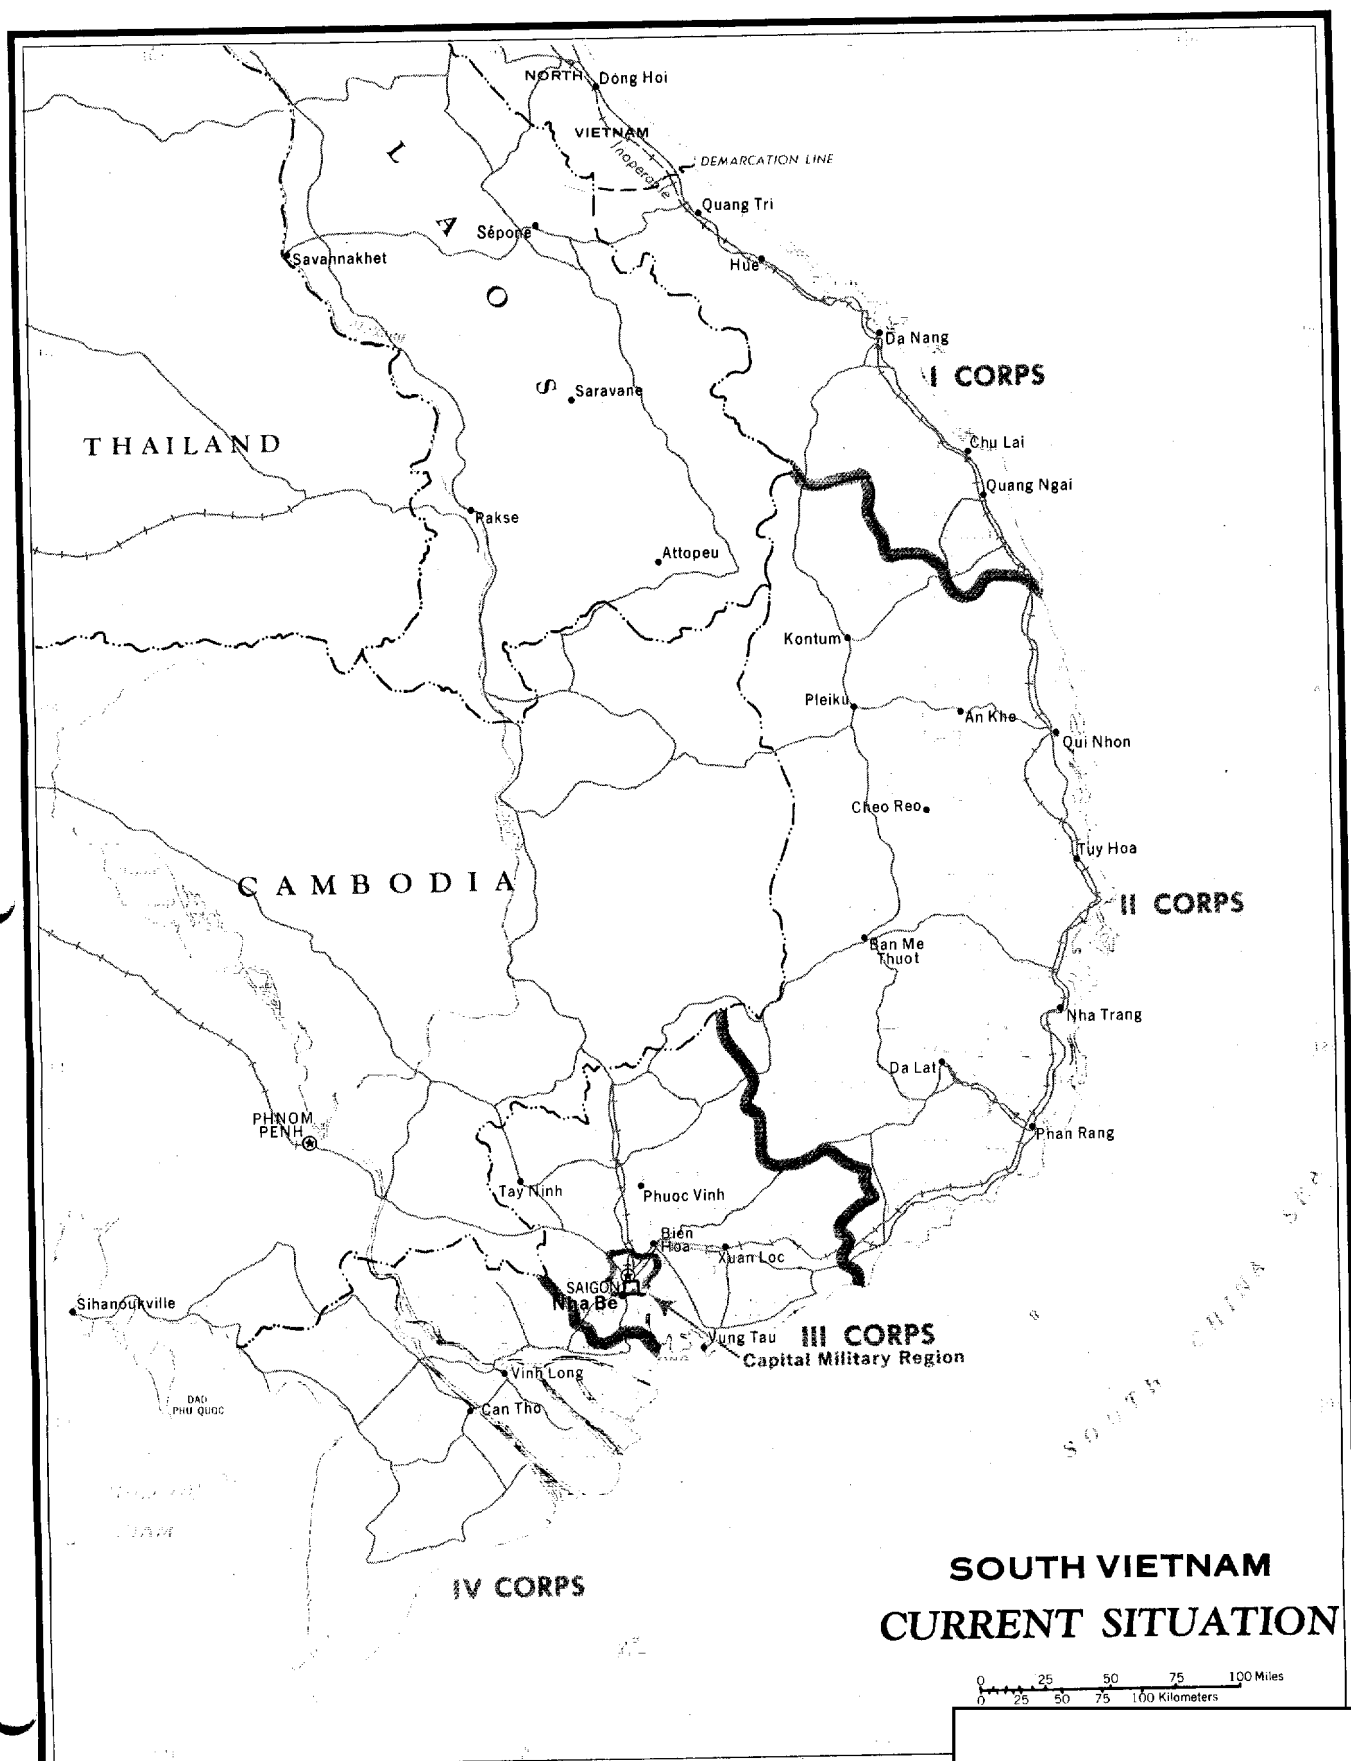 NORTH
Dong Hoi
VIETNAM
Inoperable
DEMARCATION LINE
L
A
O
S
Quang Tri
Sépone
Savannakhet
Hue
Da Nang
I CORPS
Saravane
THAILAND
Chu Lai
Quang Ngai
Pakse
Attopeu
Kontum
Pleiku
An Khe
Qui Nhon
Cheo Reo
Tuy Hoa
CAMBODIA
II CORPS
Ban Me
Thuot
Nha Trang
Da Lat
PHNOM
PENH
Phan Rang
Tay Ninh
Phuoc Vinh
Bien
Hoa
Xuan Loc
SAIGON
Nha Be
Sihanoukville
Vung Tau
III CORPS
Capital Military Region
Vinh Long
DAO
PHU QUOC
Can Tho
SOUTH CHINA SEA
IV CORPS
SOUTH VIETNAM
CURRENT SITUATION
0 25 50 75 100 Miles
0 25 50 75 100 Kilometers